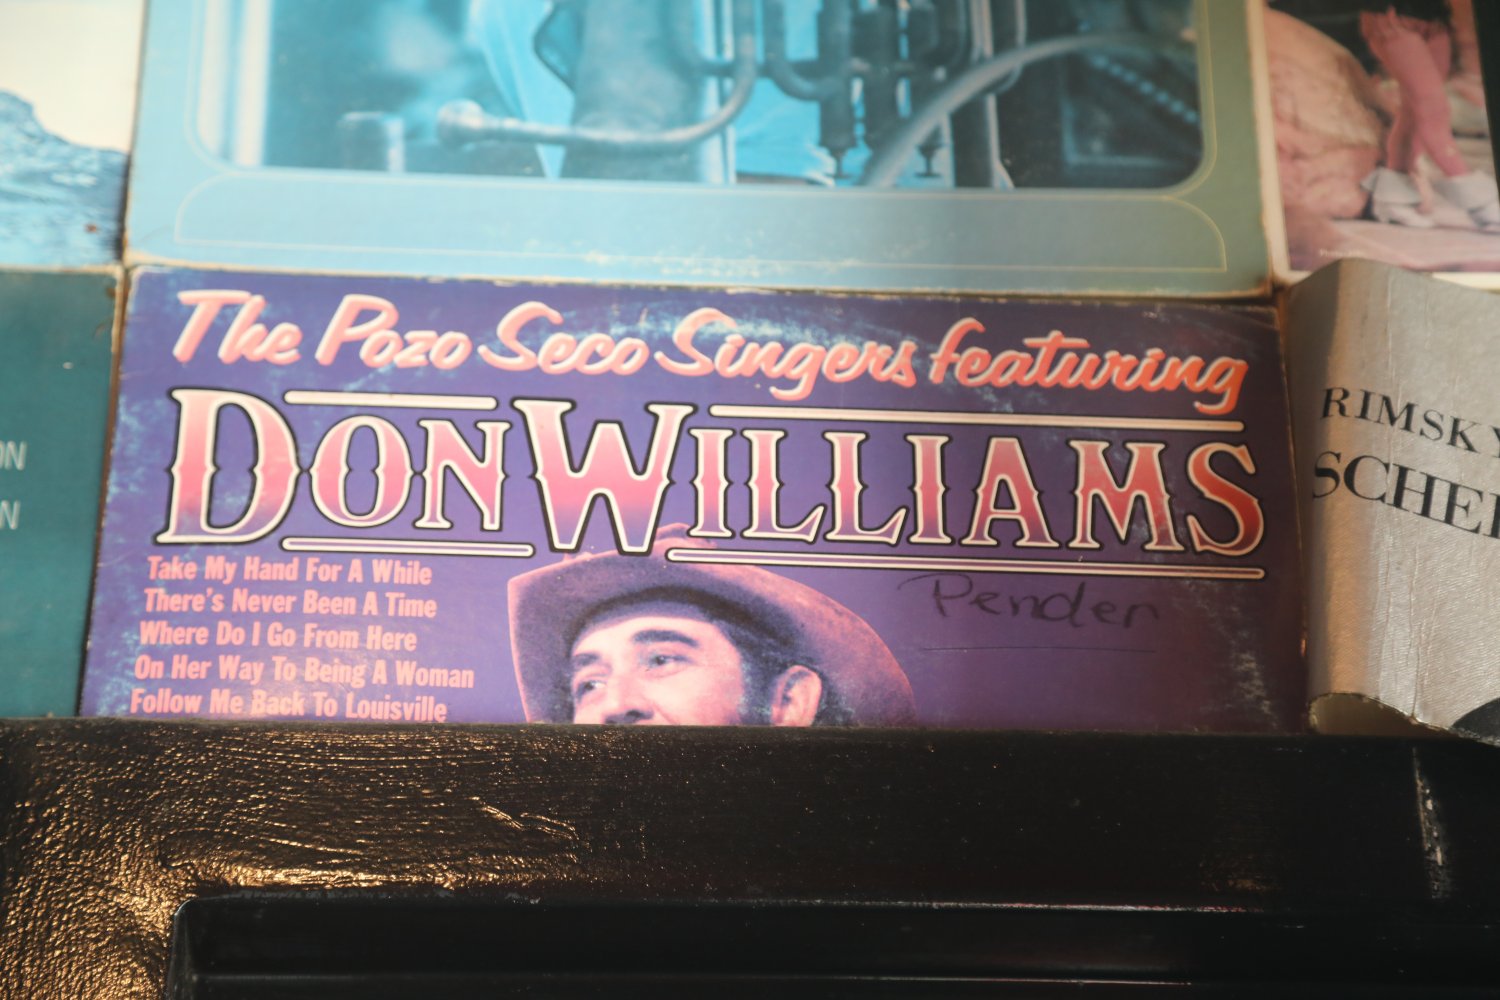 The Pozo Seco Singers featuring
DON WILLIAMS
Take My Hand For A While
There's Never Been A Time
Where Do I Go From Here
On Her Way To Being A Woman
Follow Me Back To Louisville
Pender
RIMSKY
SCHE
ON
N